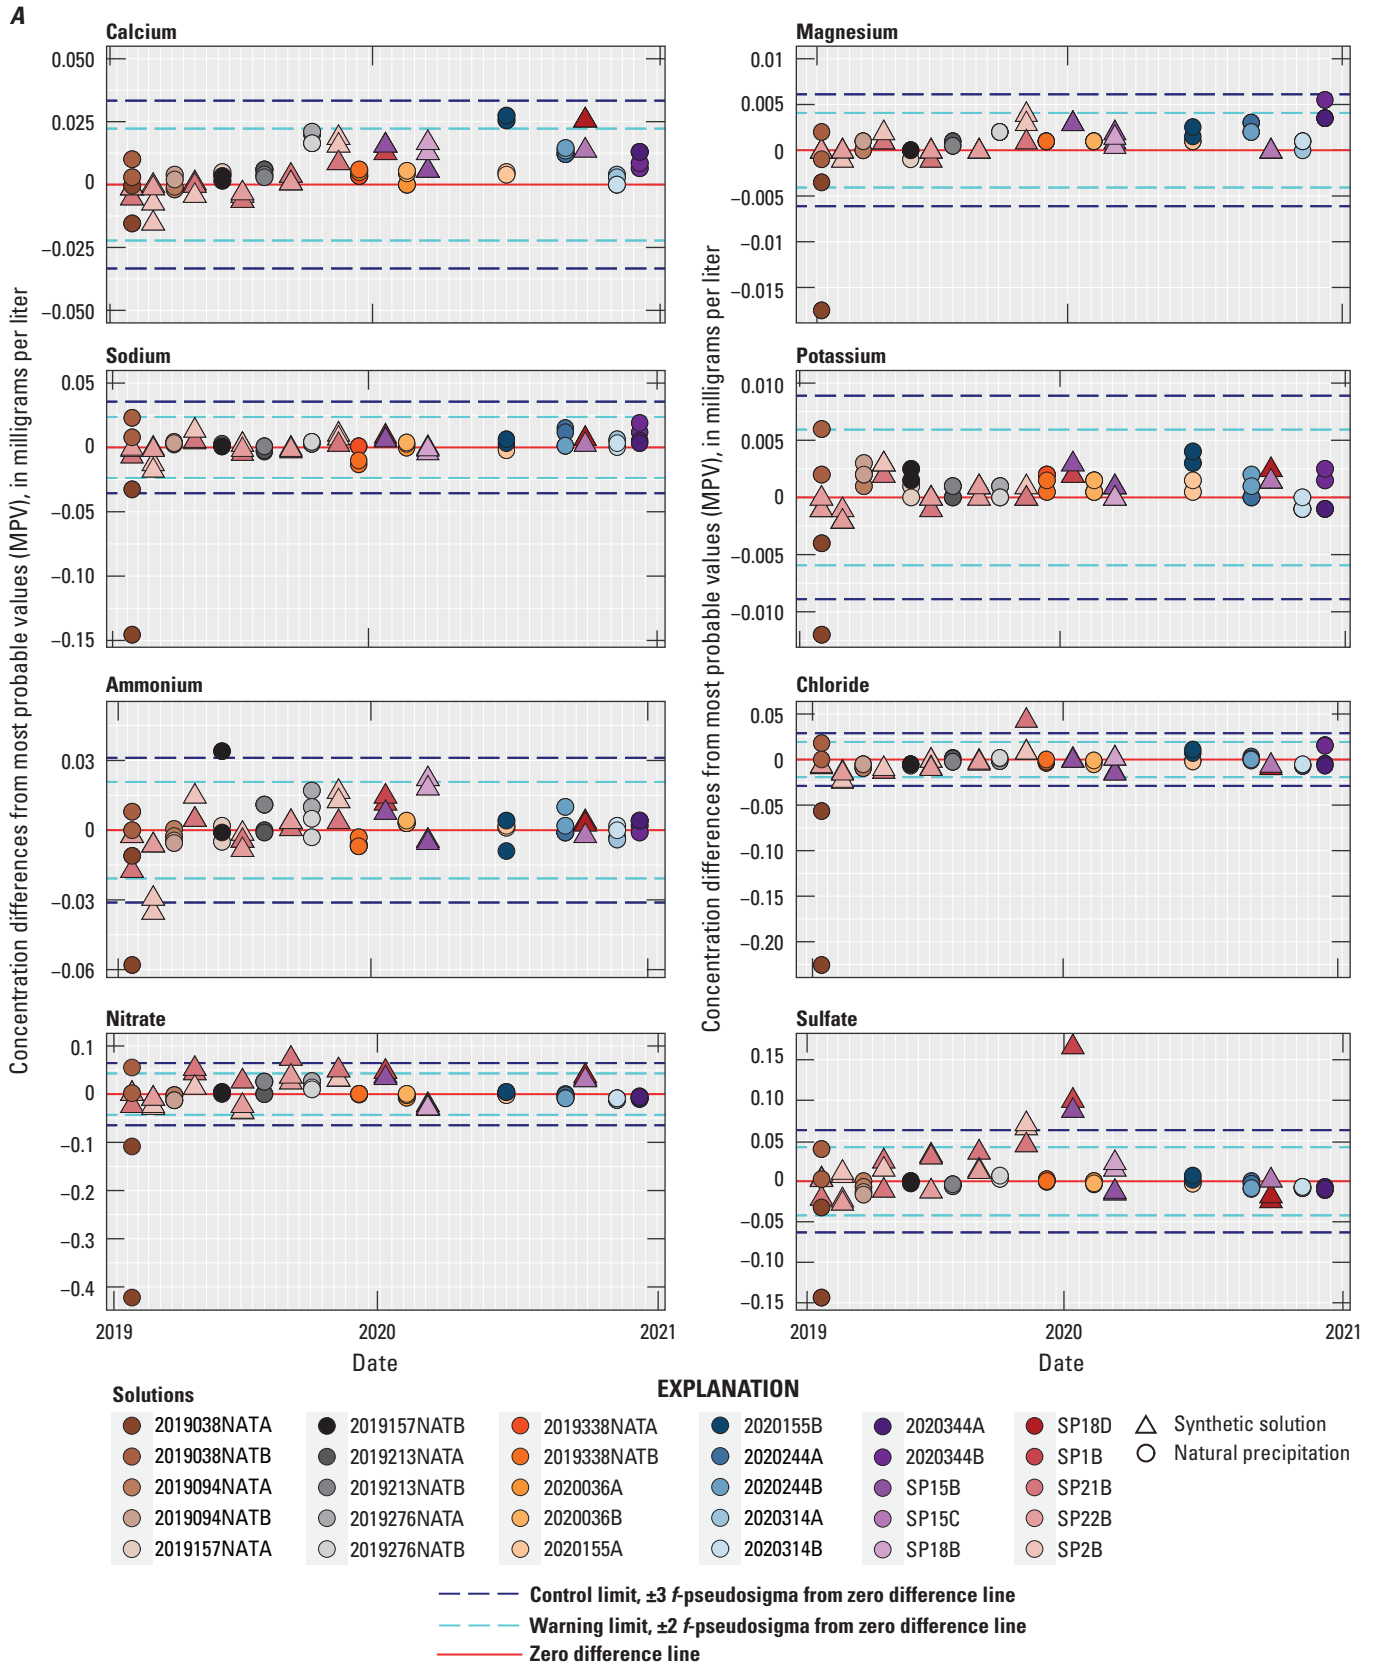 A
Calcium
0.050
0.025
0
−0.025
−0.050
Magnesium
0.01
0.005
0
−0.005
−0.01
−0.015
Sodium
0.05
0
−0.05
−0.10
−0.15
Potassium
0.010
0.005
0
−0.005
−0.010
Ammonium
0.03
0
−0.03
−0.06
Chloride
0.05
0
−0.05
−0.10
−0.15
−0.20
Nitrate
0.1
0
−0.1
−0.2
−0.3
−0.4
2019
2020
2021
Date
Sulfate
0.15
0.10
0.05
0
−0.05
−0.10
−0.15
2019
2020
2021
Date
Concentration differences from most probable values (MPV), in milligrams per liter
Concentration differences from most probable values (MPV), in milligrams per liter
EXPLANATION
Solutions
2019038NATA
2019038NATB
2019094NATA
2019094NATB
2019157NATA
2019157NATB
2019213NATA
2019213NATB
2019276NATA
2019276NATB
2019338NATA
2019338NATB
2020036A
2020036B
2020155A
2020155B
2020244A
2020244B
2020314A
2020314B
2020344A
2020344B
SP15B
SP15C
SP18B
SP18D
SP1B
SP21B
SP22B
SP2B
Synthetic solution
Natural precipitation
Control limit, ±3 f-pseudosigma from zero difference line
Warning limit, ±2 f-pseudosigma from zero difference line
Zero difference line